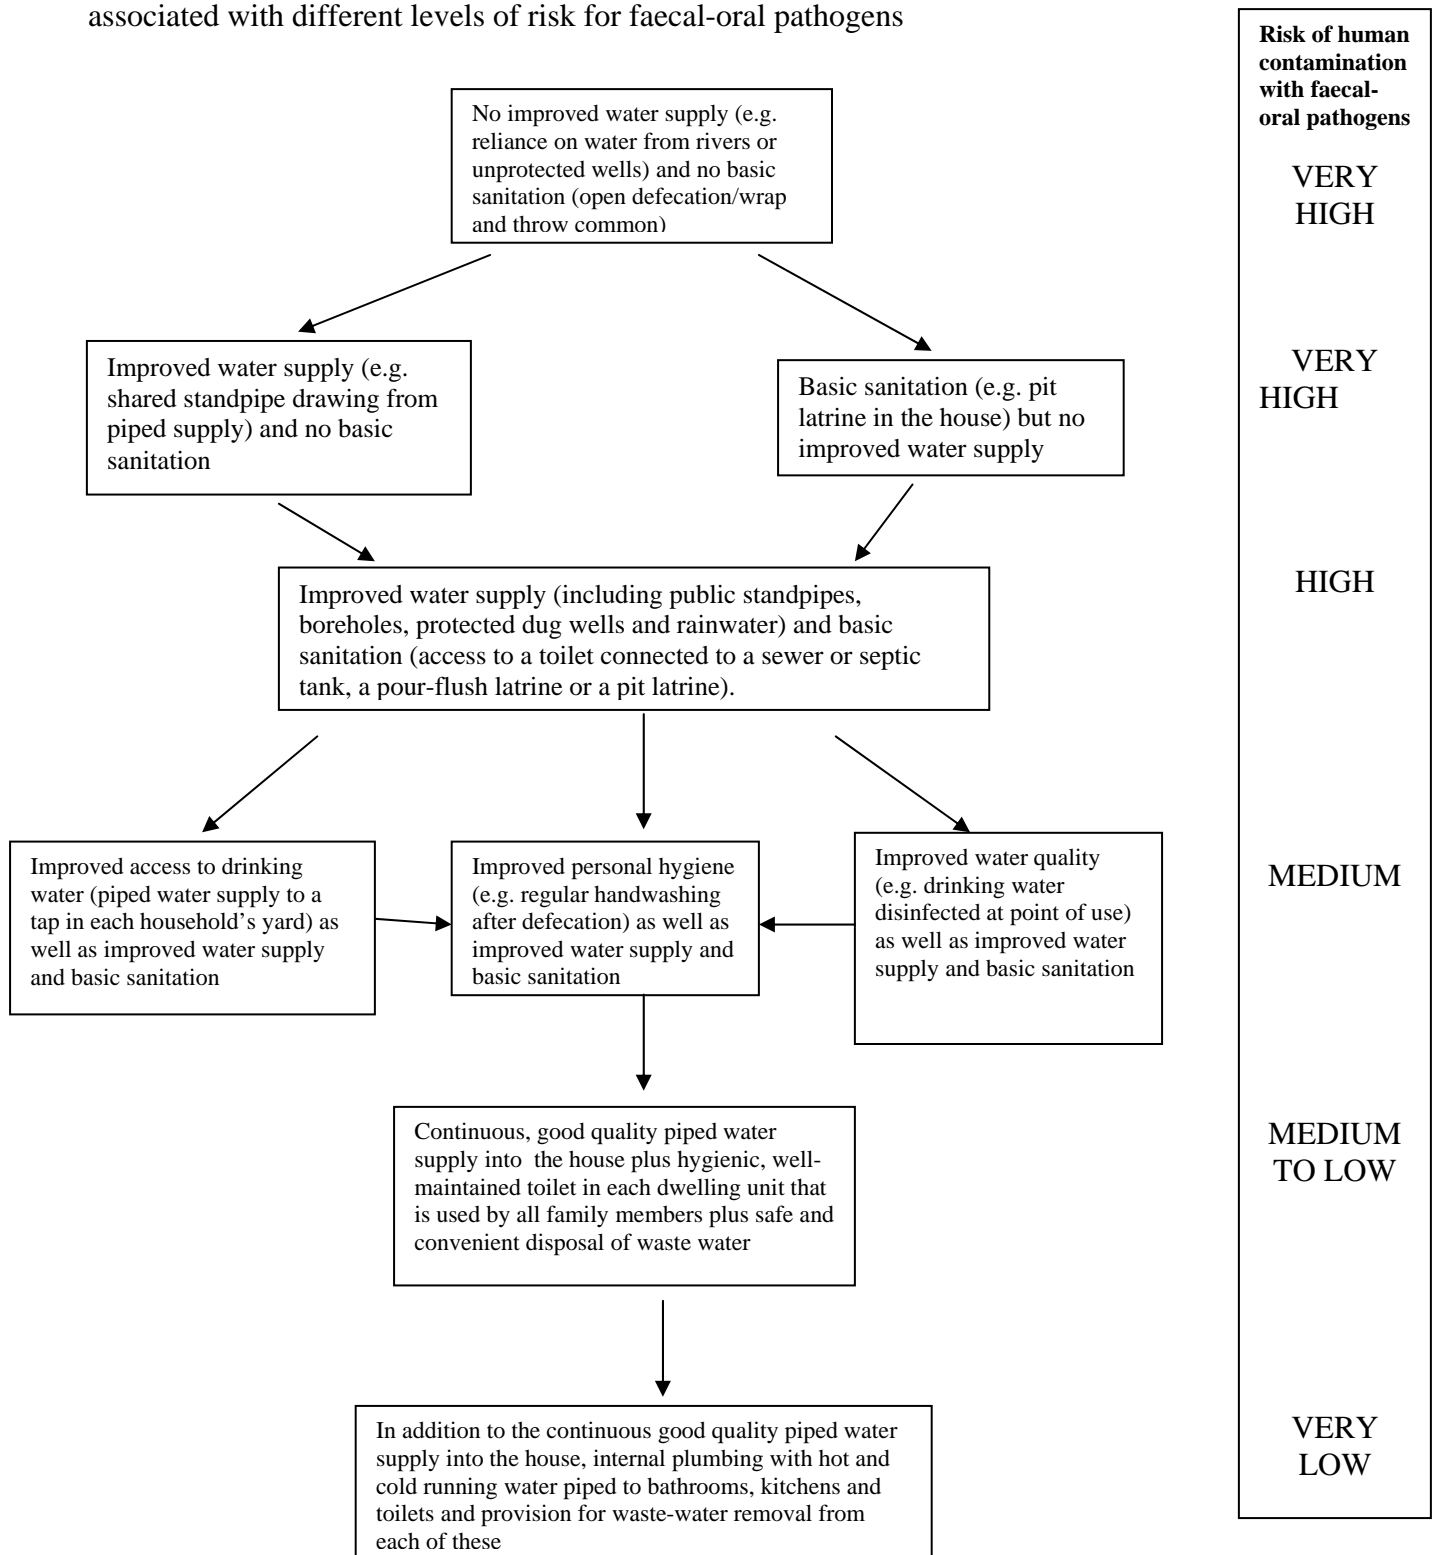 associated with different levels of risk for faecal-oral pathogens
Risk of human
contamination
with faecal-
oral pathogens
No improved water supply (e.g.
reliance on water from rivers or
unprotected wells) and no basic
sanitation (open defecation/wrap
and throw common)
VERY
HIGH
Improved water supply (e.g.
shared standpipe drawing from
piped supply) and no basic
sanitation
Basic sanitation (e.g. pit
latrine in the house) but no
improved water supply
VERY
HIGH
Improved water supply (including public standpipes,
boreholes, protected dug wells and rainwater) and basic
sanitation (access to a toilet connected to a sewer or septic
tank, a pour-flush latrine or a pit latrine).
HIGH
Improved access to drinking
water (piped water supply to a
tap in each household's yard) as
well as improved water supply
and basic sanitation
Improved personal hygiene
(e.g. regular handwashing
after defecation) as well as
improved water supply and
basic sanitation
Improved water quality
(e.g. drinking water
disinfected at point of use)
as well as improved water
supply and basic sanitation
MEDIUM
Continuous, good quality piped water
supply into  the house plus hygienic, well-
maintained toilet in each dwelling unit that
is used by all family members plus safe and
convenient disposal of waste water
MEDIUM
TO LOW
In addition to the continuous good quality piped water
supply into the house, internal plumbing with hot and
cold running water piped to bathrooms, kitchens and
toilets and provision for waste-water removal from
each of these
VERY
LOW